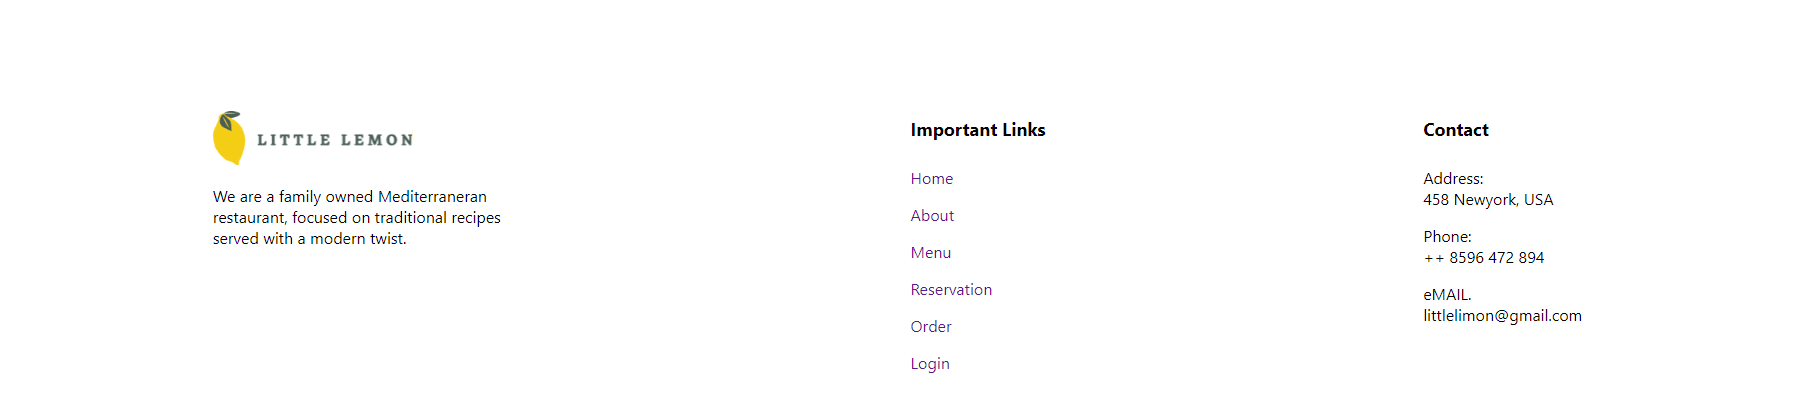 LITTLE LEMON
We are a family owned Mediterraneran
restaurant, focused on traditional recipes
served with a modern twist.
Important Links
Home
About
Menu
Reservation
Order
Login
Contact
Address:
458 Newyork, USA
Phone:
++ 8596 472 894
eMAIL.
littlelimon@gmail.com